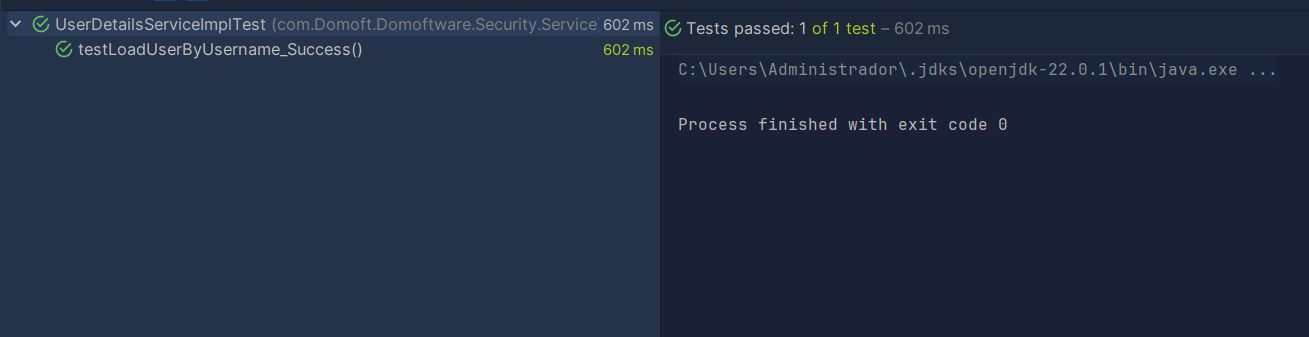 UserDetailsServiceImplTest (com.Domoft.Domoftware.Security.Service) 602 ms
testLoadUserByUsername_Success() 602 ms
Tests passed: 1 of 1 test – 602 ms
C:\Users\Administrador\.jdks\openjdk-22.0.1\bin\java.exe ...
Process finished with exit code 0